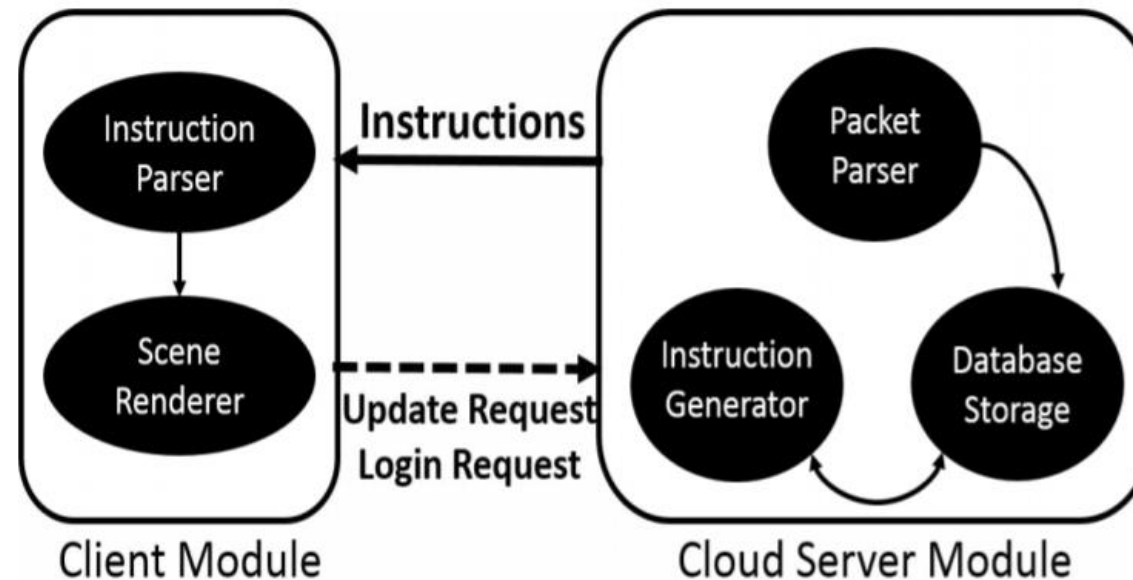 Instruction
Parser
Scene
Renderer
Client Module
Instructions
Update Request
Login Request
Packet
Parser
Instruction
Generator
Database
Storage
Cloud Server Module